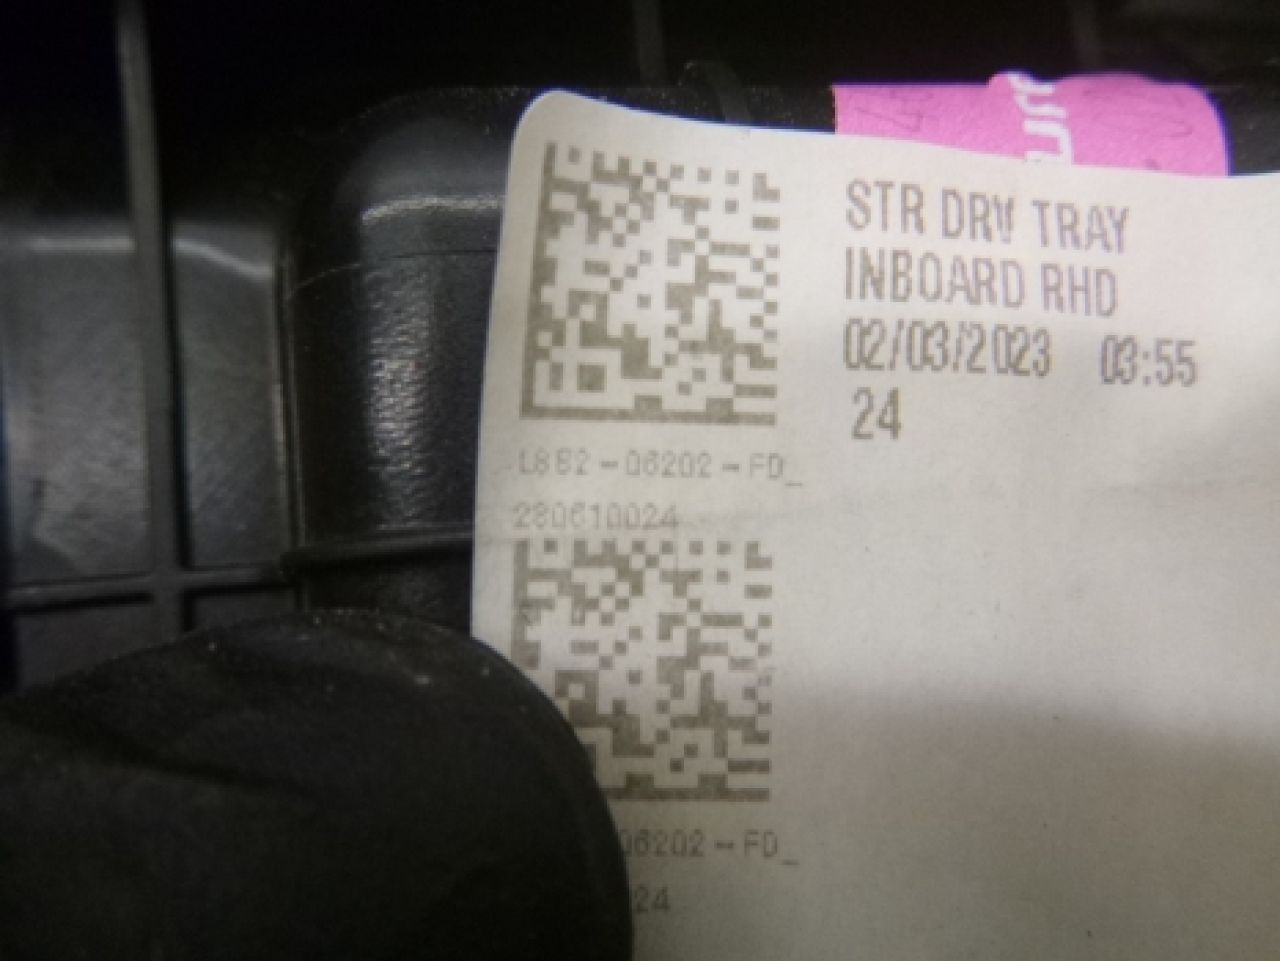 STR DRV TRAY
INBOARD RHD
02/03/2023 03:55
24
L8B2-06202-FD_
280610024
06202-FD_
24